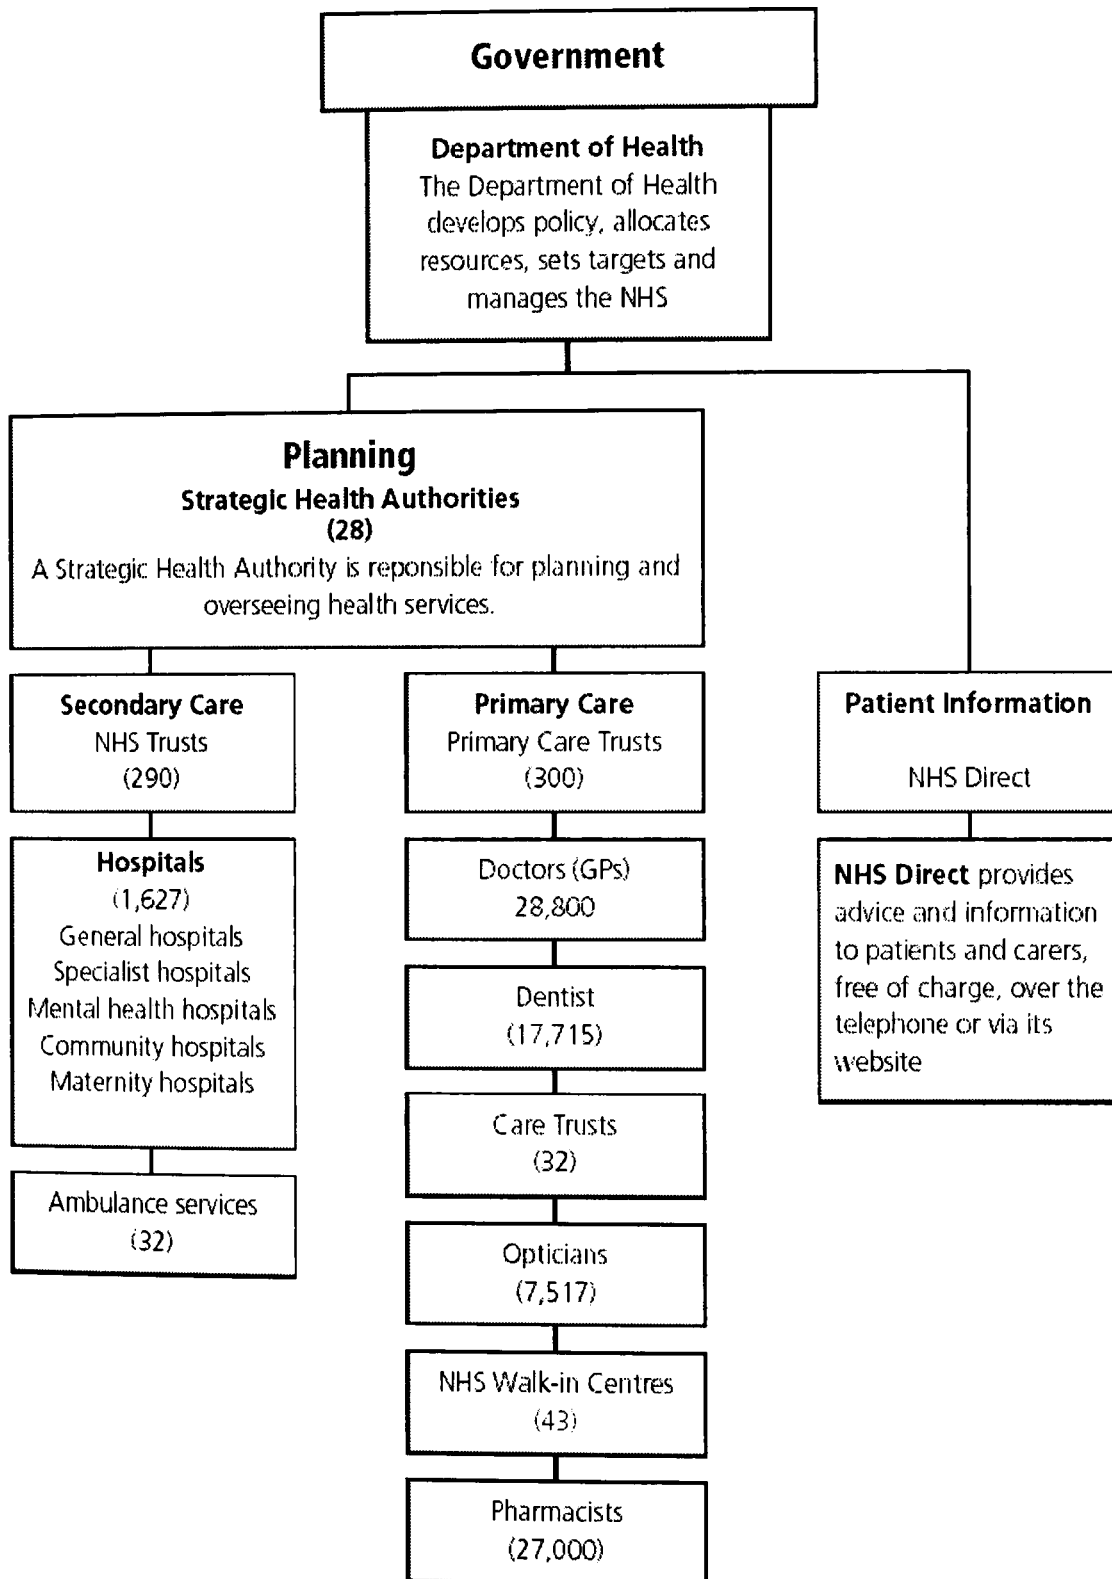 Government
Department of Health
The Department of Health
develops policy, allocates
resources, sets targets and
manages the NHS
Planning
Strategic Health Authorities
(28)
A Strategic Health Authority is reponsible for planning and
overseeing health services.
Secondary Care
NHS Trusts
(290)
Hospitals
(1,627)
General hospitals
Specialist hospitals
Mental health hospitals
Community hospitals
Maternity hospitals
Ambulance services
(32)
Primary Care
Primary Care Trusts
(300)
Doctors (GPs)
28,800
Dentist
(17,715)
Care Trusts
(32)
Opticians
(7,517)
NHS Walk-in Centres
(43)
Pharmacists
(27,000)
Patient Information
NHS Direct
NHS Direct provides
advice and information
to patients and carers,
free of charge, over the
telephone or via its
website